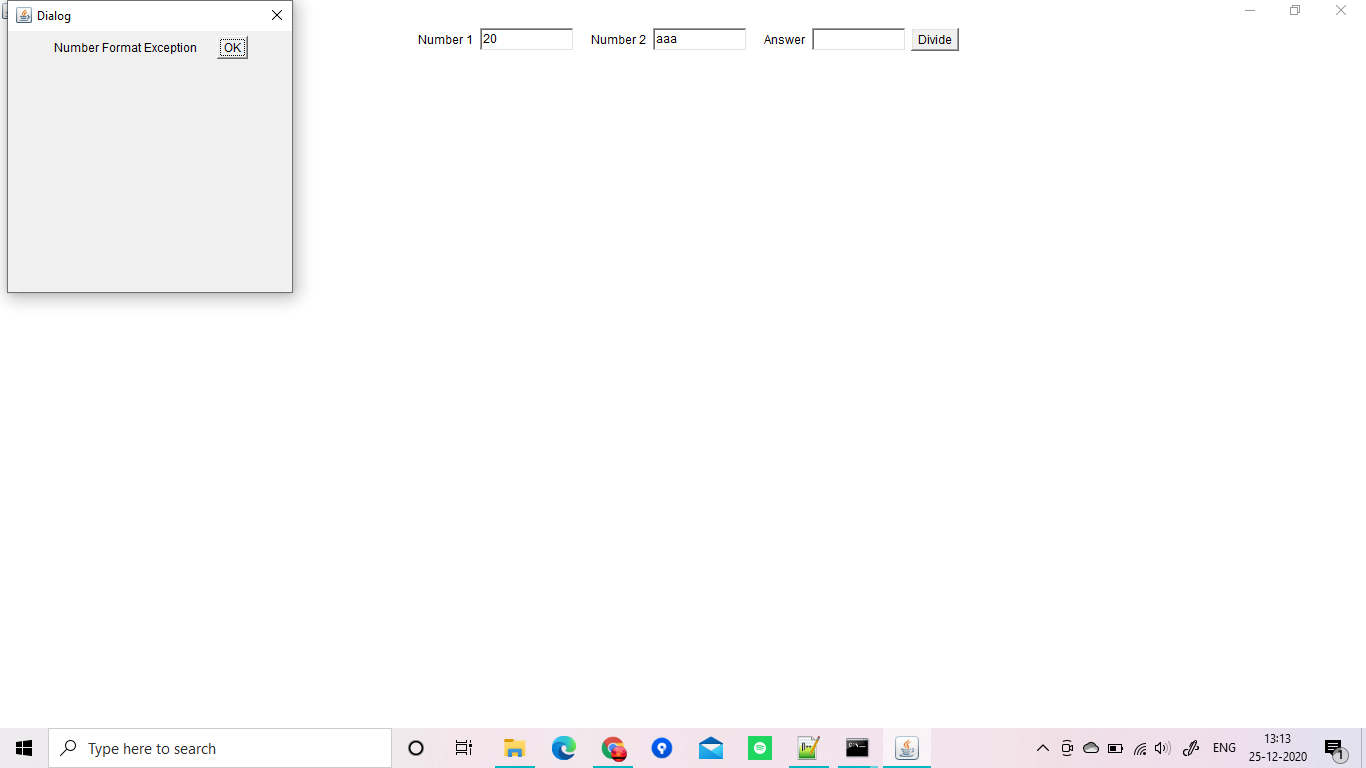 Dialog
Number Format Exception OK
Number 1 20 Number 2 aaa Answer Divide
Type here to search
ENG
13:13
25-12-2020
1